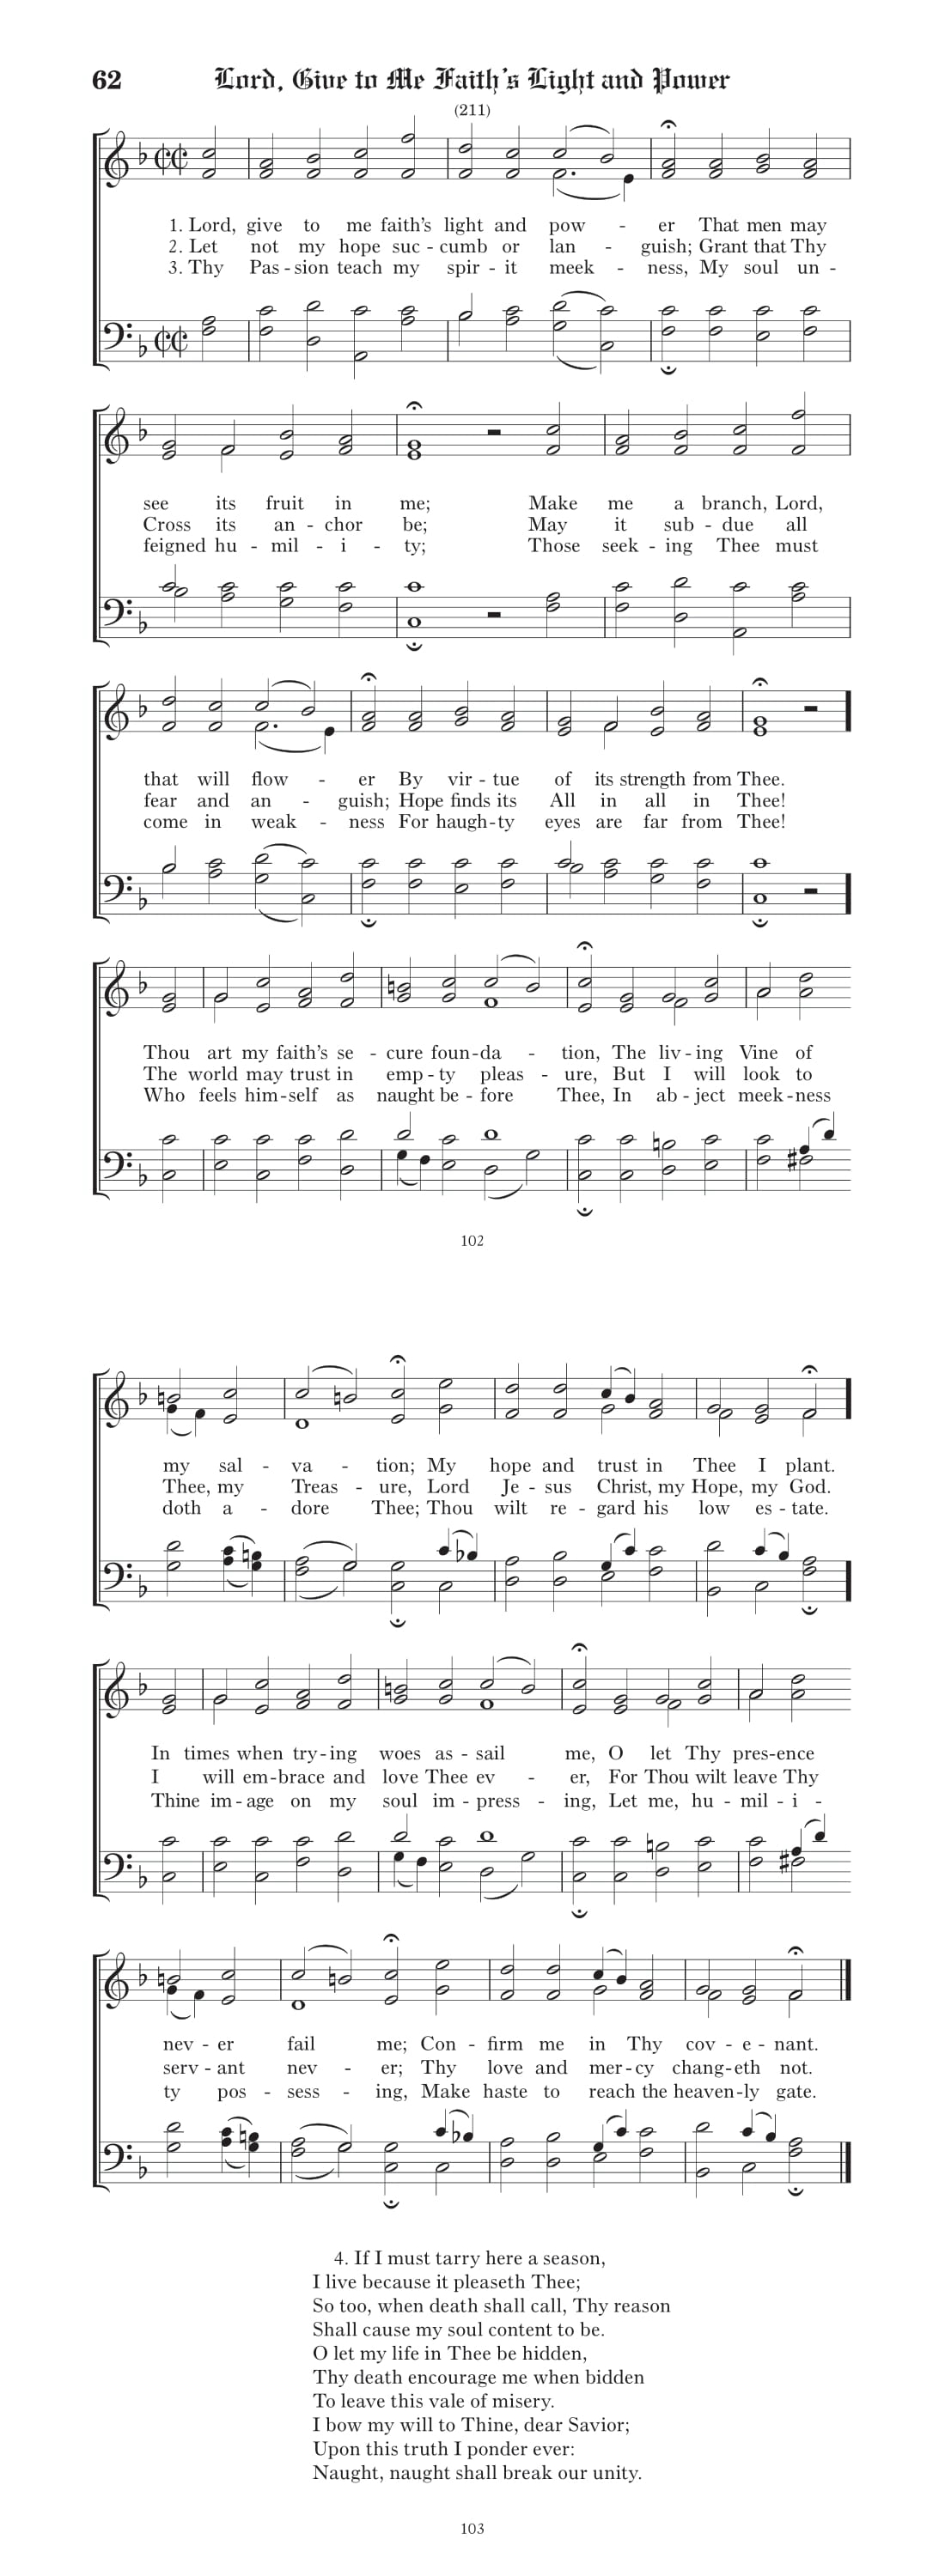 62 Lord, Give to Me Faith's Light and Power
(211)
1. Lord, give to me faith's light and pow - er That men may
2. Let not my hope suc - cumb or lan - guish; Grant that Thy
3. Thy Pas - sion teach my spir - it meek - ness, My soul un -
see its fruit in me; Make me a branch, Lord,
Cross its an - chor be; May it sub - due all
feigned hu - mil - i - ty; Those seek - ing Thee must
that will flow - er By vir - tue of its strength from Thee.
fear and an - guish; Hope finds its All in all in Thee!
come in weak - ness For haugh - ty eyes are far from Thee!
Thou art my faith's se - cure foun - da - tion, The liv - ing Vine of
The world may trust in emp - ty pleas - ure, But I will look to
Who feels him - self as naught be - fore Thee, In ab - ject meek - ness
102
my sal - va - tion; My hope and trust in Thee I plant.
Thee, my Treas - ure, Lord Je - sus Christ, my Hope, my God.
doth a - dore Thee; Thou wilt re - gard his low es - tate.
In times when try - ing woes as - sail me, O let Thy pres - ence
I will em - brace and love Thee ev - er, For Thou wilt leave Thy
Thine im - age on my soul im - press - ing, Let me, hu - mil - i -
nev - er fail me; Con - firm me in Thy cov - e - nant.
serv - ant nev - er; Thy love and mer - cy chang - eth not.
ty pos - sess - ing, Make haste to reach the heaven - ly gate.
4. If I must tarry here a season,
I live because it pleaseth Thee;
So too, when death shall call, Thy reason
Shall cause my soul content to be.
O let my life in Thee be hidden,
Thy death encourage me when bidden
To leave this vale of misery.
I bow my will to Thine, dear Savior;
Upon this truth I ponder ever:
Naught, naught shall break our unity.
103